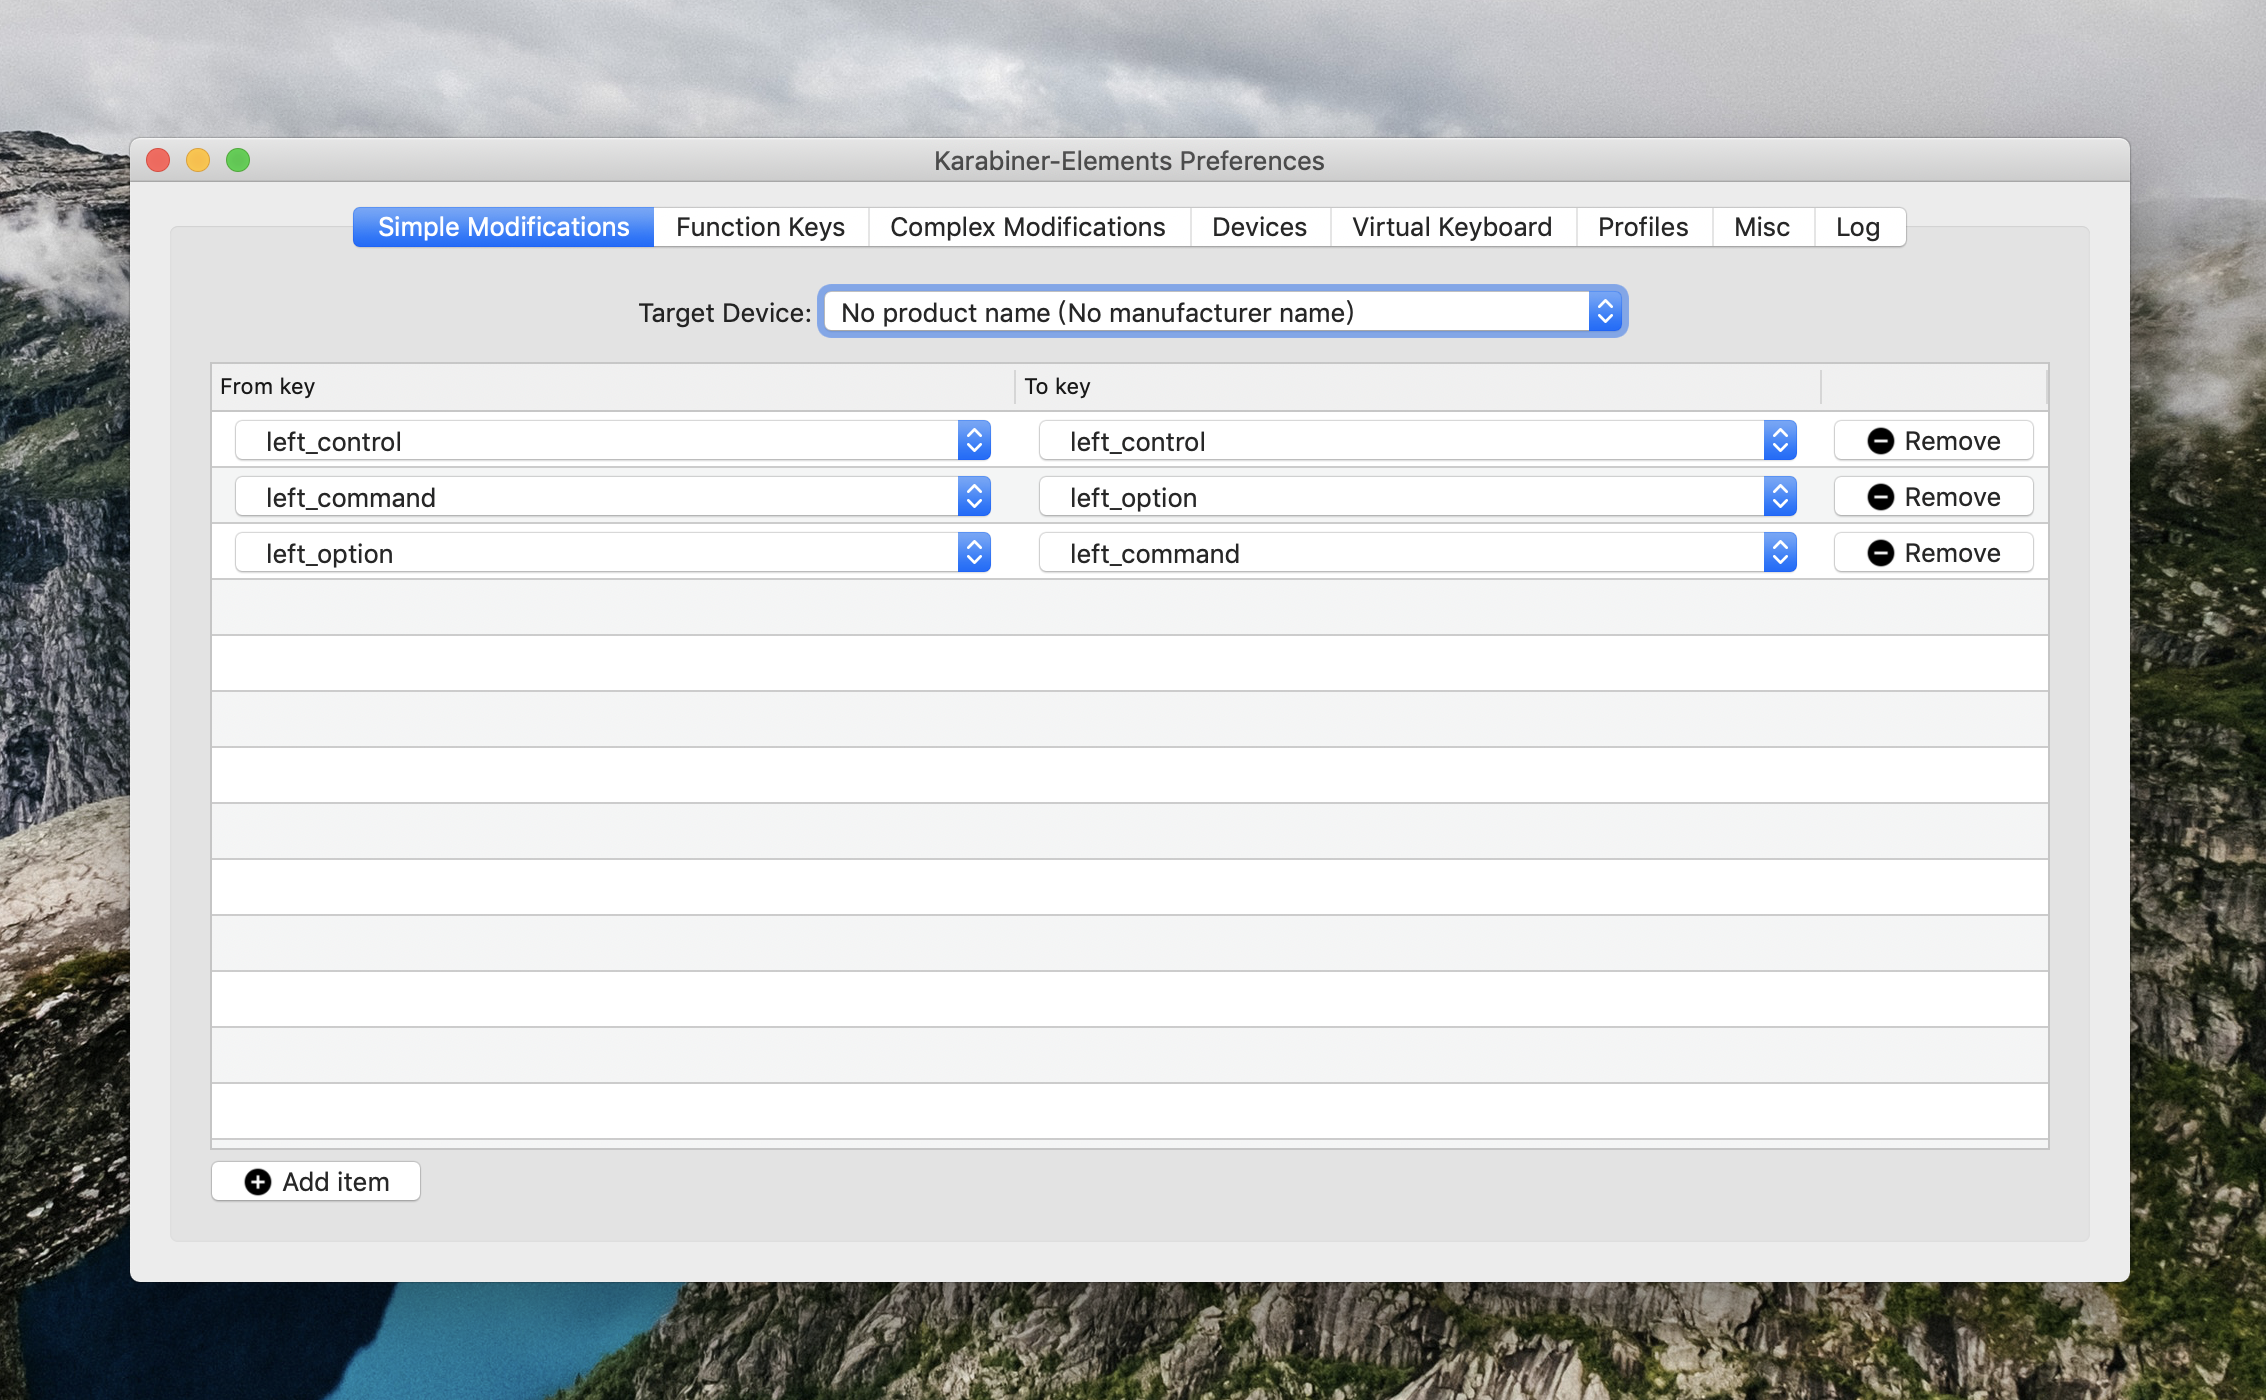 Karabiner-Elements Preferences
Simple Modifications Function Keys Complex Modifications Devices Virtual Keyboard Profiles Misc Log
Target Device: No product name (No manufacturer name)
From key To key
left_control left_control Remove
left_command left_option Remove
left_option left_command Remove
Add item